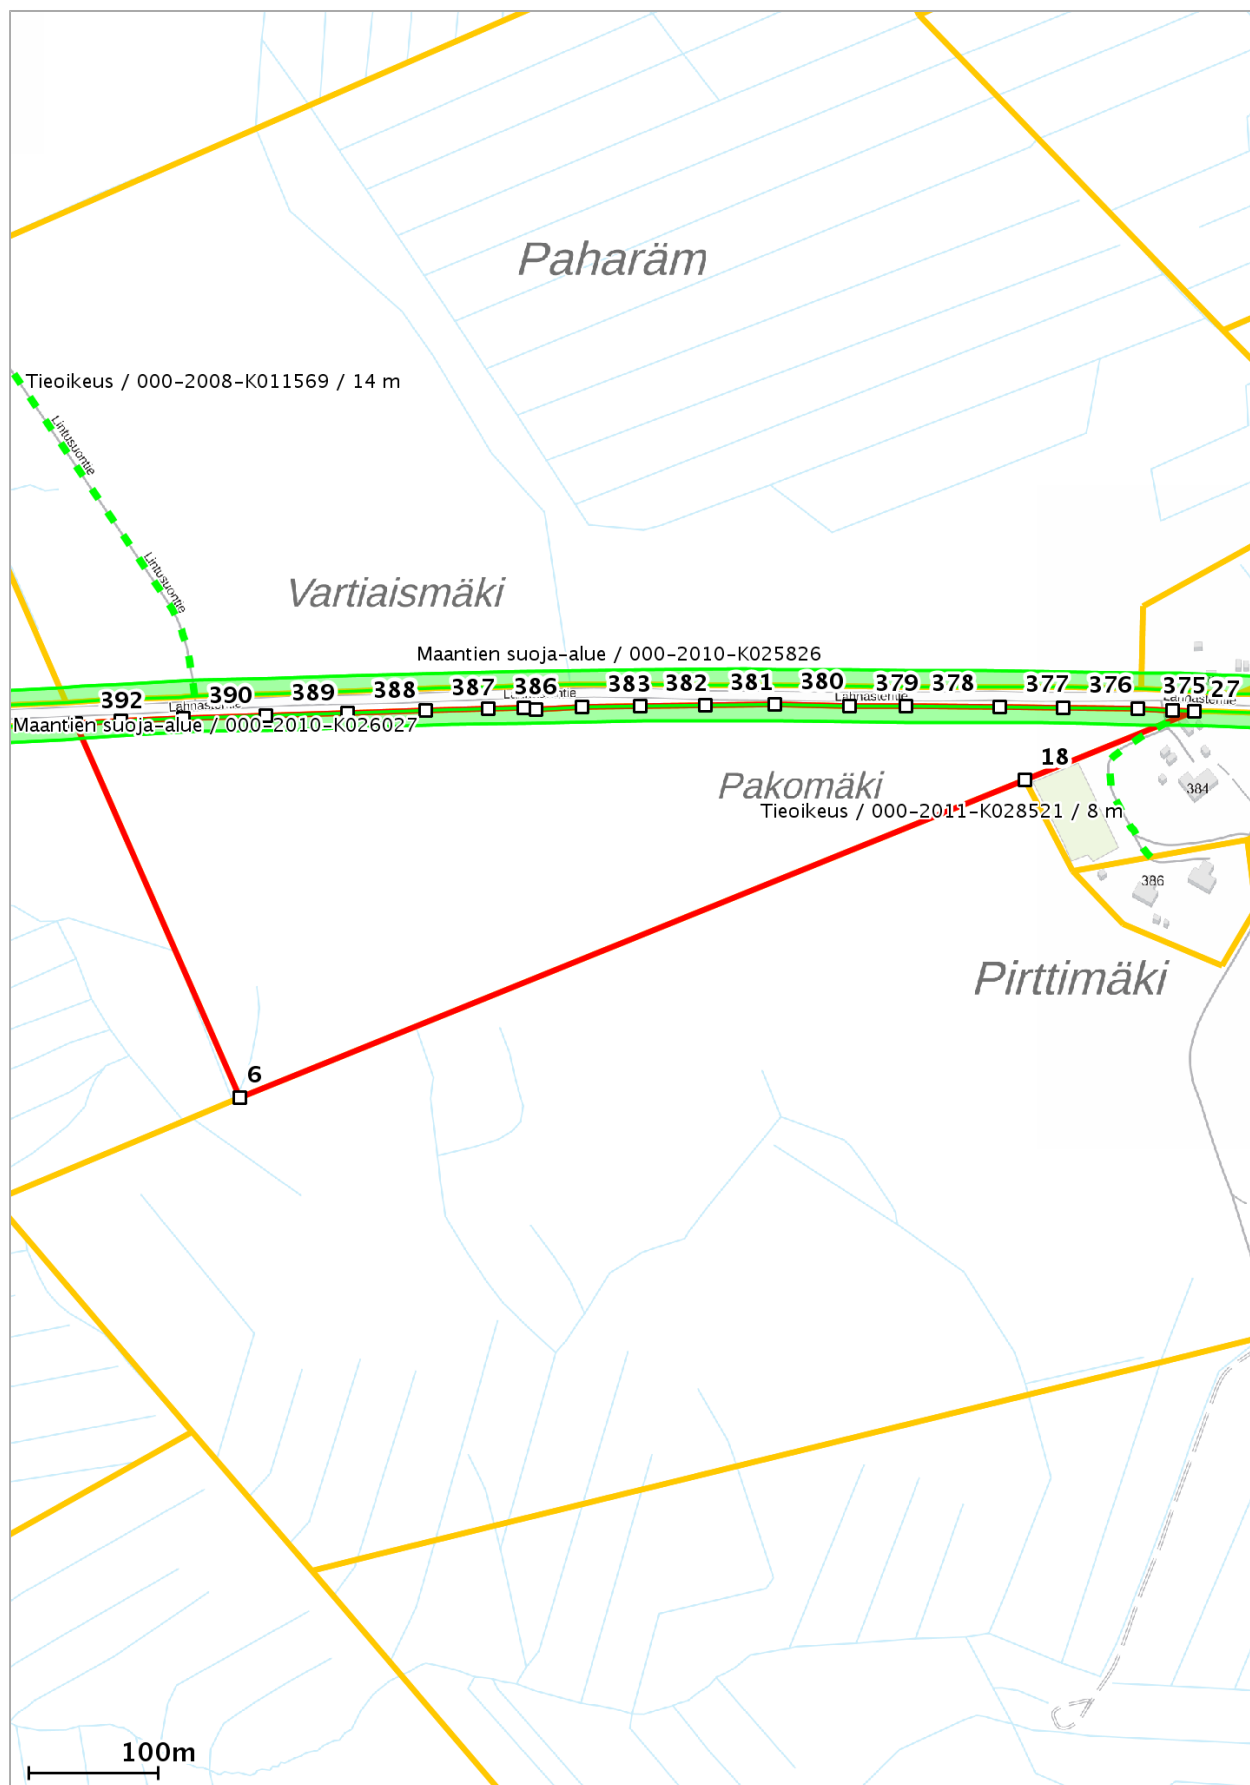 Paharäm
Tieoikeus / 000-2008-K011569 / 14 m
Lintusuontie
Lintusuontie
Vartiaismäki
Maantien suoja-alue / 000-2010-K025826
392
390
389
388
387
386
383
382
381
380
379
378
377
376
375
27
Lahnastentie
Maantien suoja-alue / 000-2010-K026027
18
Pakomäki
384
Tieoikeus / 000-2011-K028521 / 8 m
386
Pirttimäki
6
100m